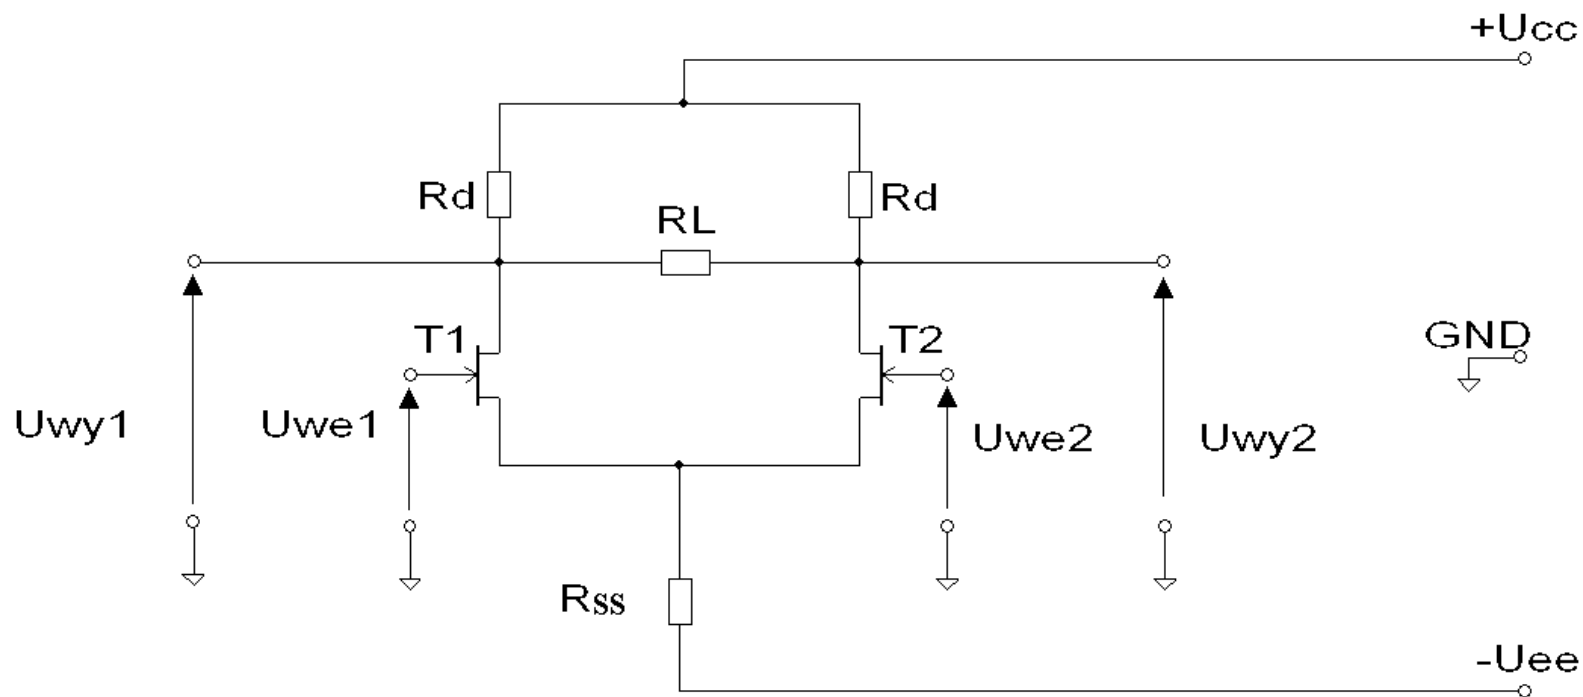 +Ucc
Rd
Rd
RL
T1
T2
GND
Uwy1
Uwe1
Uwe2
Uwy2
Rss
-Uee